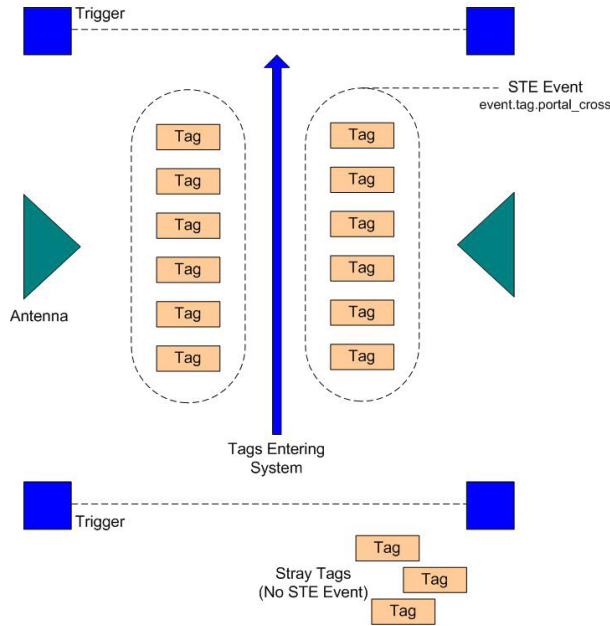 Trigger
STE Event
event.tag.portal_cross
Tag
Tag
Tag
Tag
Tag
Tag
Tag
Tag
Tag
Tag
Tag
Tag
Antenna
Tags Entering
System
Trigger
Stray Tags
(No STE Event)
Tag
Tag
Tag